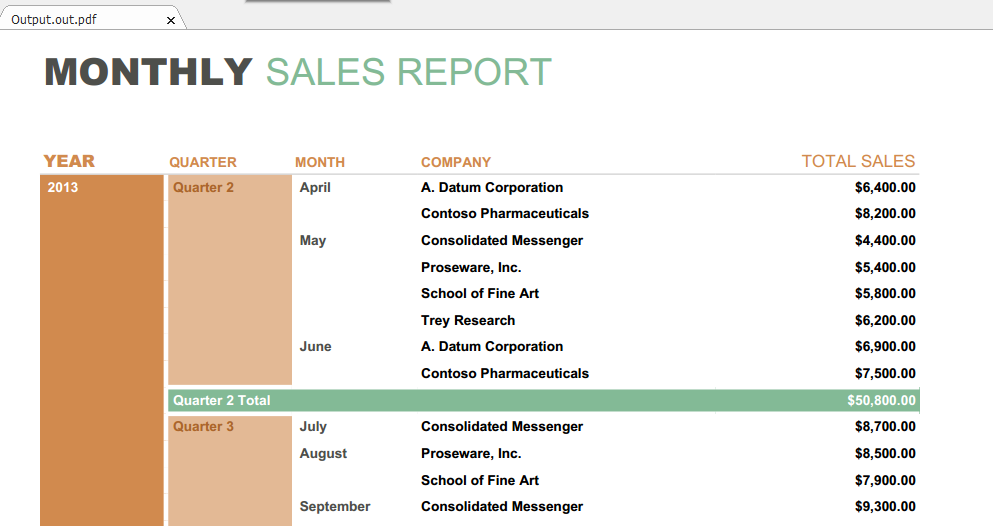 Output.out.pdf
MONTHLY SALES REPORT
YEAR QUARTER MONTH COMPANY TOTAL SALES
2013 Quarter 2 April A. Datum Corporation $6,400.00
Contoso Pharmaceuticals $8,200.00
May Consolidated Messenger $4,400.00
Proseware, Inc. $5,400.00
School of Fine Art $5,800.00
Trey Research $6,200.00
June A. Datum Corporation $6,900.00
Contoso Pharmaceuticals $7,500.00
Quarter 2 Total $50,800.00
Quarter 3 July Consolidated Messenger $8,700.00
August Proseware, Inc. $8,500.00
School of Fine Art $7,900.00
September Consolidated Messenger $9,300.00